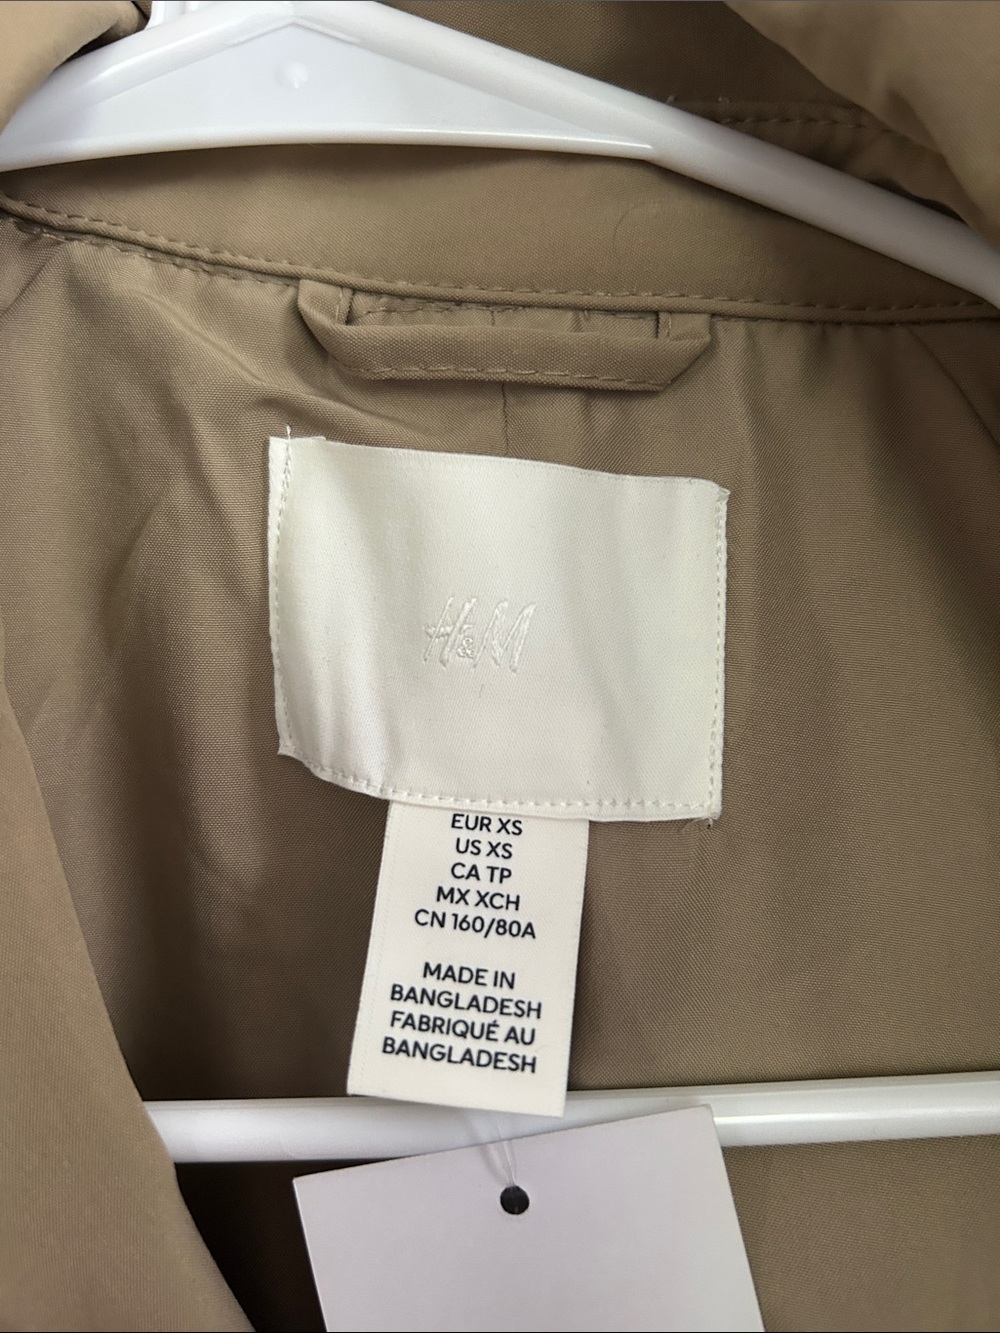 H&M
EUR XS
US XS
CA TP
MX XCH
CN 160/80A
MADE IN
BANGLADESH
FABRIQUÉ AU
BANGLADESH